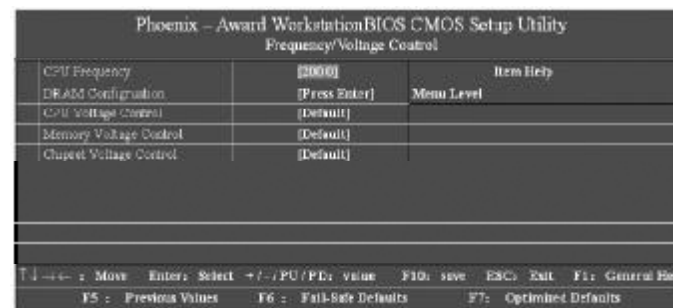 Phoenix – Award WorkstationBIOS CMOS Setup Utility
Frequency/Voltage Control
CPU Frequency [200.0] Item Help
DRAM Configuration [Press Enter] Menu Level
CPU Voltage Control [Default]
Memory Voltage Control [Default]
Chipset Voltage Control [Default]
↑↓→← : Move Enter: Select +/-/PU/PD: value F10: save ESC: Exit F1: General He
F5 : Previous Values F6 : Fail-Safe Defaults F7: Optimized Defaults